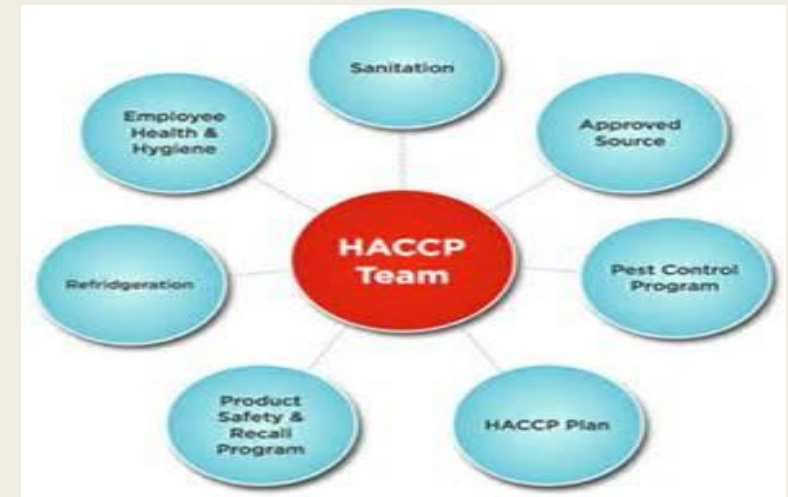 Sanitation
Employee
Health &
Hygiene
Approved
Source
HACCP
Team
Refridgeration
Pest Control
Program
Product
Safety &
Recall
Program
HACCP Plan